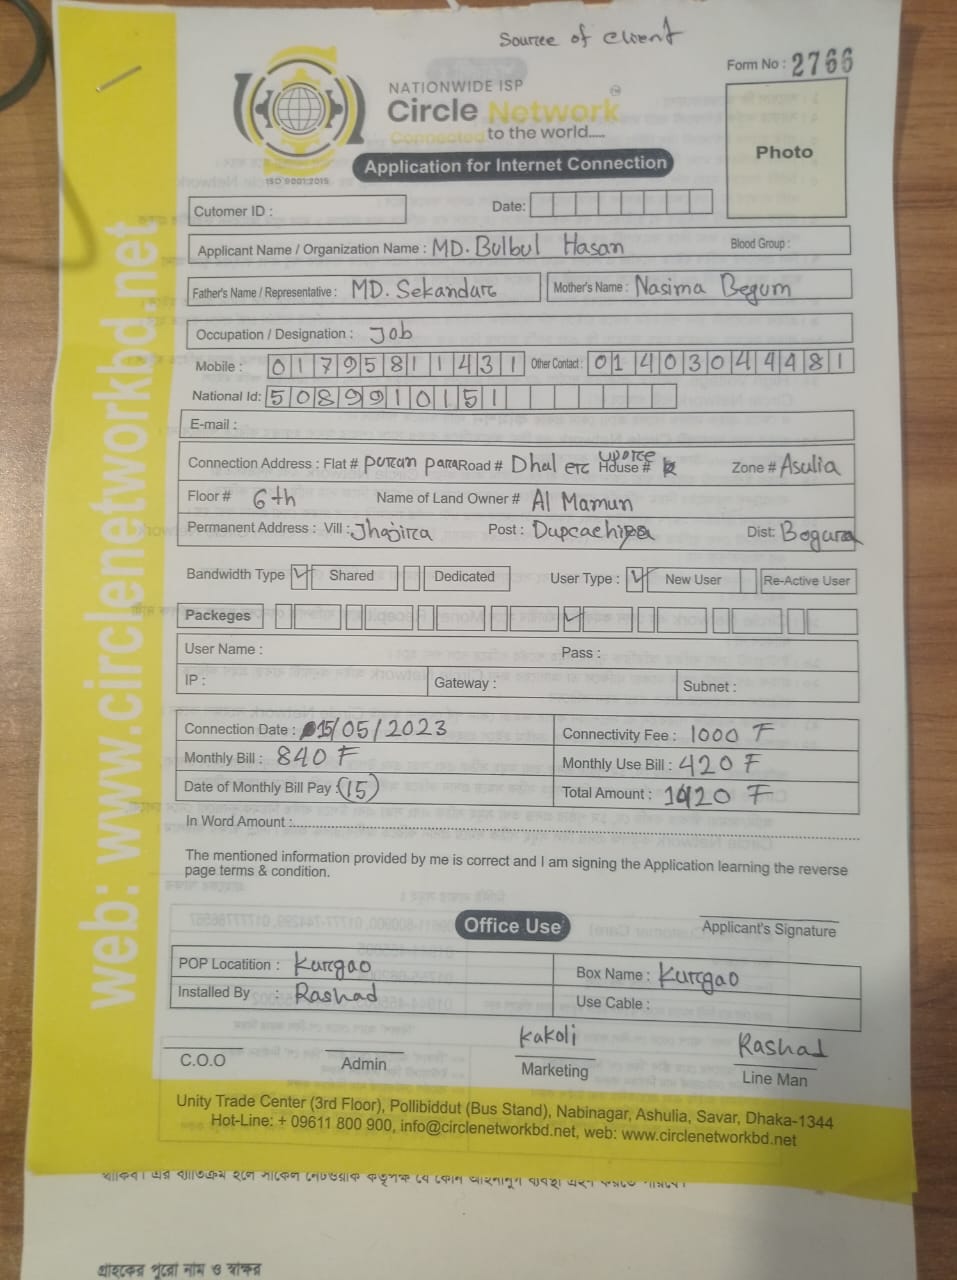 Source of client
Form No : 2766
NATIONWIDE ISP
Circle Network
Connected to the world.....
ISO 9001:2015
Application for Internet Connection
Photo
Cutomer ID :
Date:
Applicant Name / Organization Name : MD. Bulbul Hasan Blood Group :
Father's Name / Representative : MD. Sekandar Mother's Name : Nasima Begum
Occupation / Designation : Job
Mobile : 01795811431 Other Contact : 01403044481
National Id: 5089910151
E-mail :
Connection Address : Flat # Puran para Road # Dhal er upore House # Zone # Asulia
Floor # 6th Name of Land Owner # Al Mamun
Permanent Address : Vill : Jhajira Post : Dupcachipa Dist: Bogura
Bandwidth Type Shared Dedicated User Type : New User Re-Active User
Packeges
User Name : Pass :
IP : Gateway : Subnet :
Connection Date : 15/05/2023 Connectivity Fee : 1000 F
Monthly Bill : 840 F Monthly Use Bill : 420 F
Date of Monthly Bill Pay : (15) Total Amount : 1420 F
In Word Amount :
The mentioned information provided by me is correct and I am signing the Application learning the reverse
page terms & condition.
Office Use
Applicant's Signature
POP Locatition : Kurgao Box Name : Kurgao
Installed By : Rashad Use Cable :
Kakoli Rashad
C.O.O Admin Marketing Line Man
Unity Trade Center (3rd Floor), Pollibiddut (Bus Stand), Nabinagar, Ashulia, Savar, Dhaka-1344
Hot-Line: + 09611 800 900, info@circlenetworkbd.net, web: www.circlenetworkbd.net
web: www.circlenetworkbd.net
গ্রাহকের পুরো নাম ও স্বাক্ষর